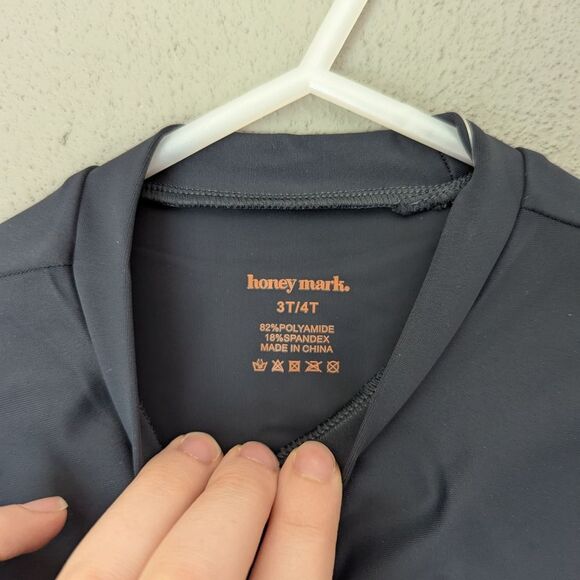 honey mark.
3T/4T
82%POLYAMIDE
18%SPANDEX
MADE IN CHINA